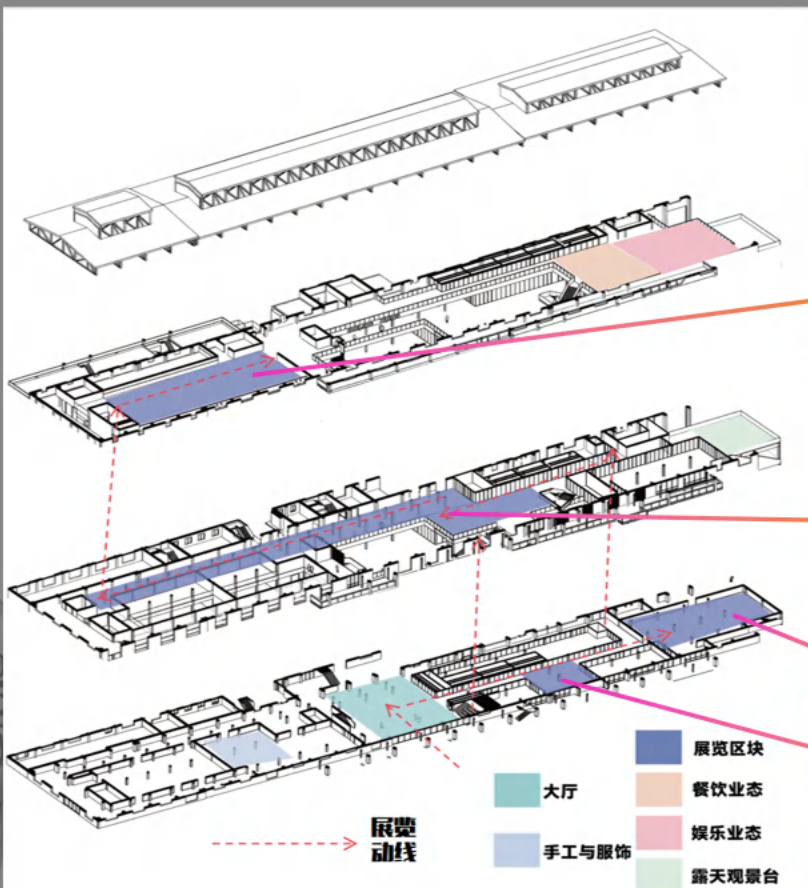 展览区块
大厅
餐饮业态
展览
动线
手工与服饰
娱乐业态
露天观景台